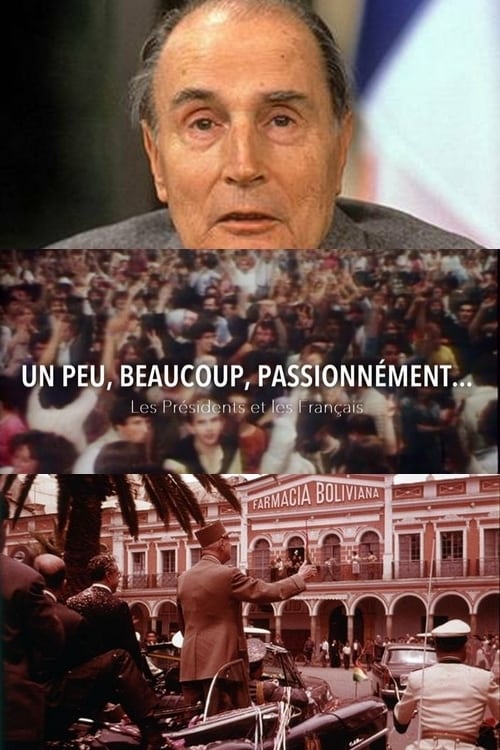 UN PEU, BEAUCOUP, PASSIONNÉMENT...
Les Présidents et les Français
FARMACIA BOLIVIANA